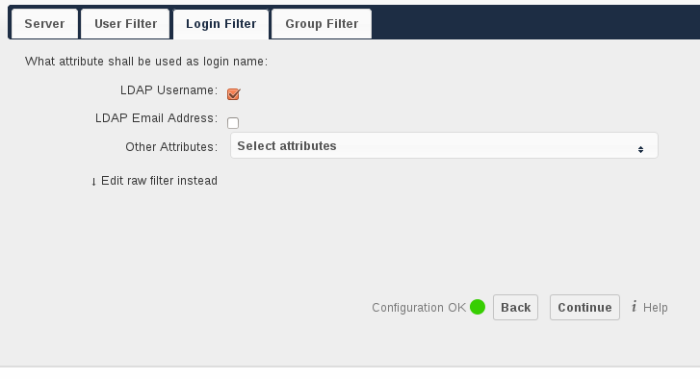 Server User Filter Login Filter Group Filter
What attribute shall be used as login name:
LDAP Username:
LDAP Email Address:
Other Attributes: Select attributes
↓ Edit raw filter instead
Configuration OK Back Continue i Help